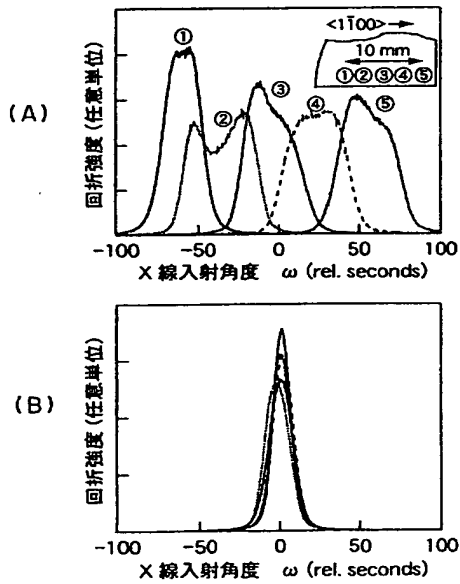 (A)
回折強度(任意単位)
①
②
③
④
⑤
<11̄00>
10 mm
①②③④⑤
-100 -50 0 50 100
X 線入射角度 ω (rel. seconds)
(B)
回折強度(任意単位)
-100 -50 0 50 100
X 線入射角度 ω (rel. seconds)